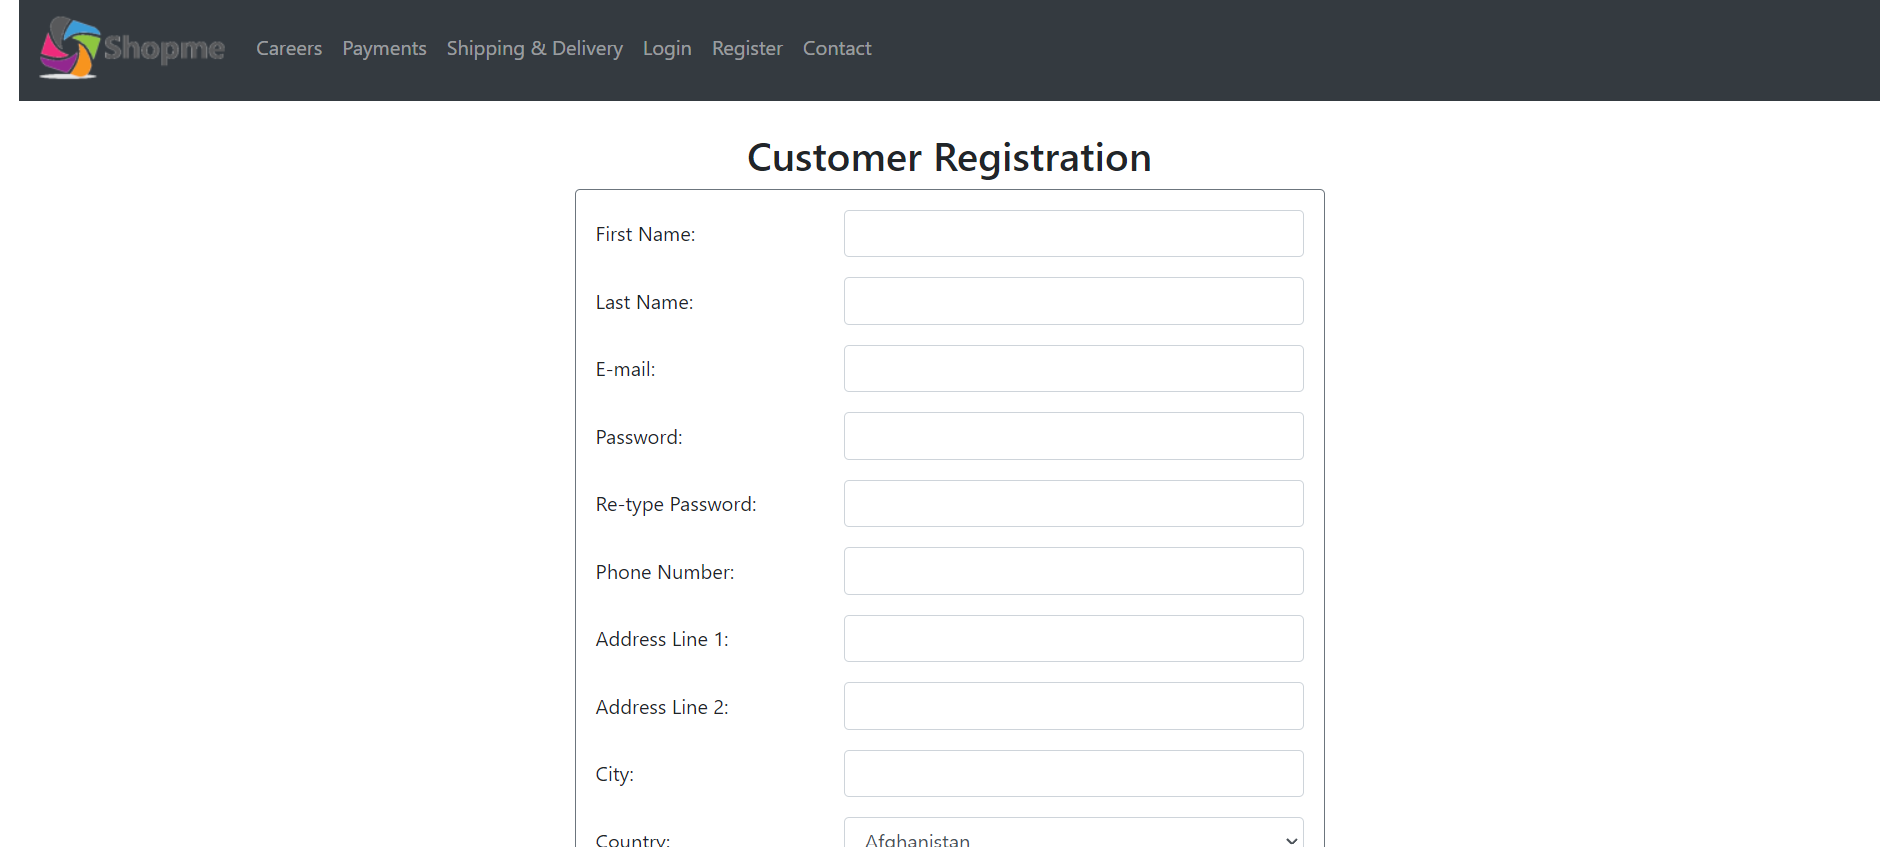 Shopme Careers Payments Shipping & Delivery Login Register Contact
Customer Registration
First Name:
Last Name:
E-mail:
Password:
Re-type Password:
Phone Number:
Address Line 1:
Address Line 2:
City:
Country: Afghanistan